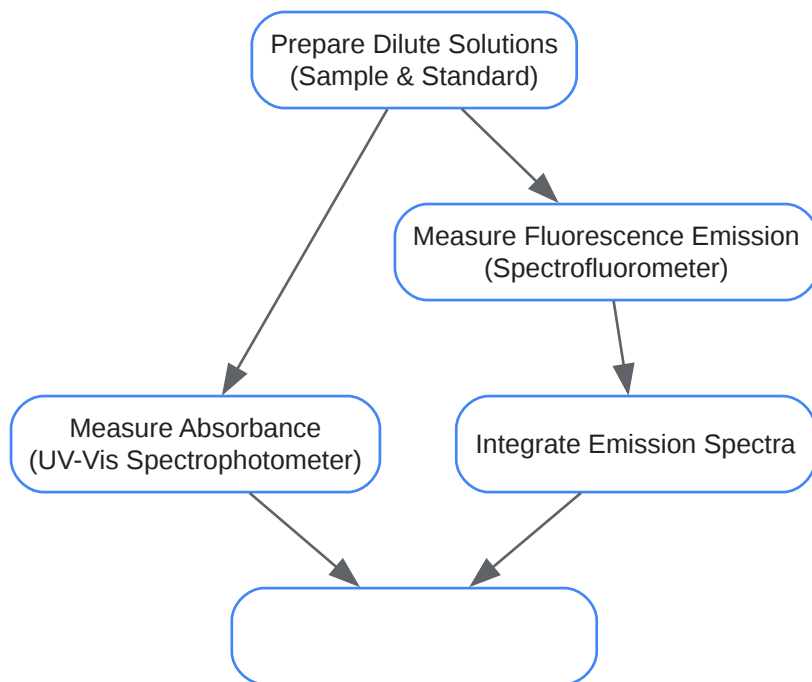 Prepare Dilute Solutions
(Sample & Standard)
Measure Fluorescence Emission
(Spectrofluorometer)
Measure Absorbance
(UV-Vis Spectrophotometer)
Integrate Emission Spectra